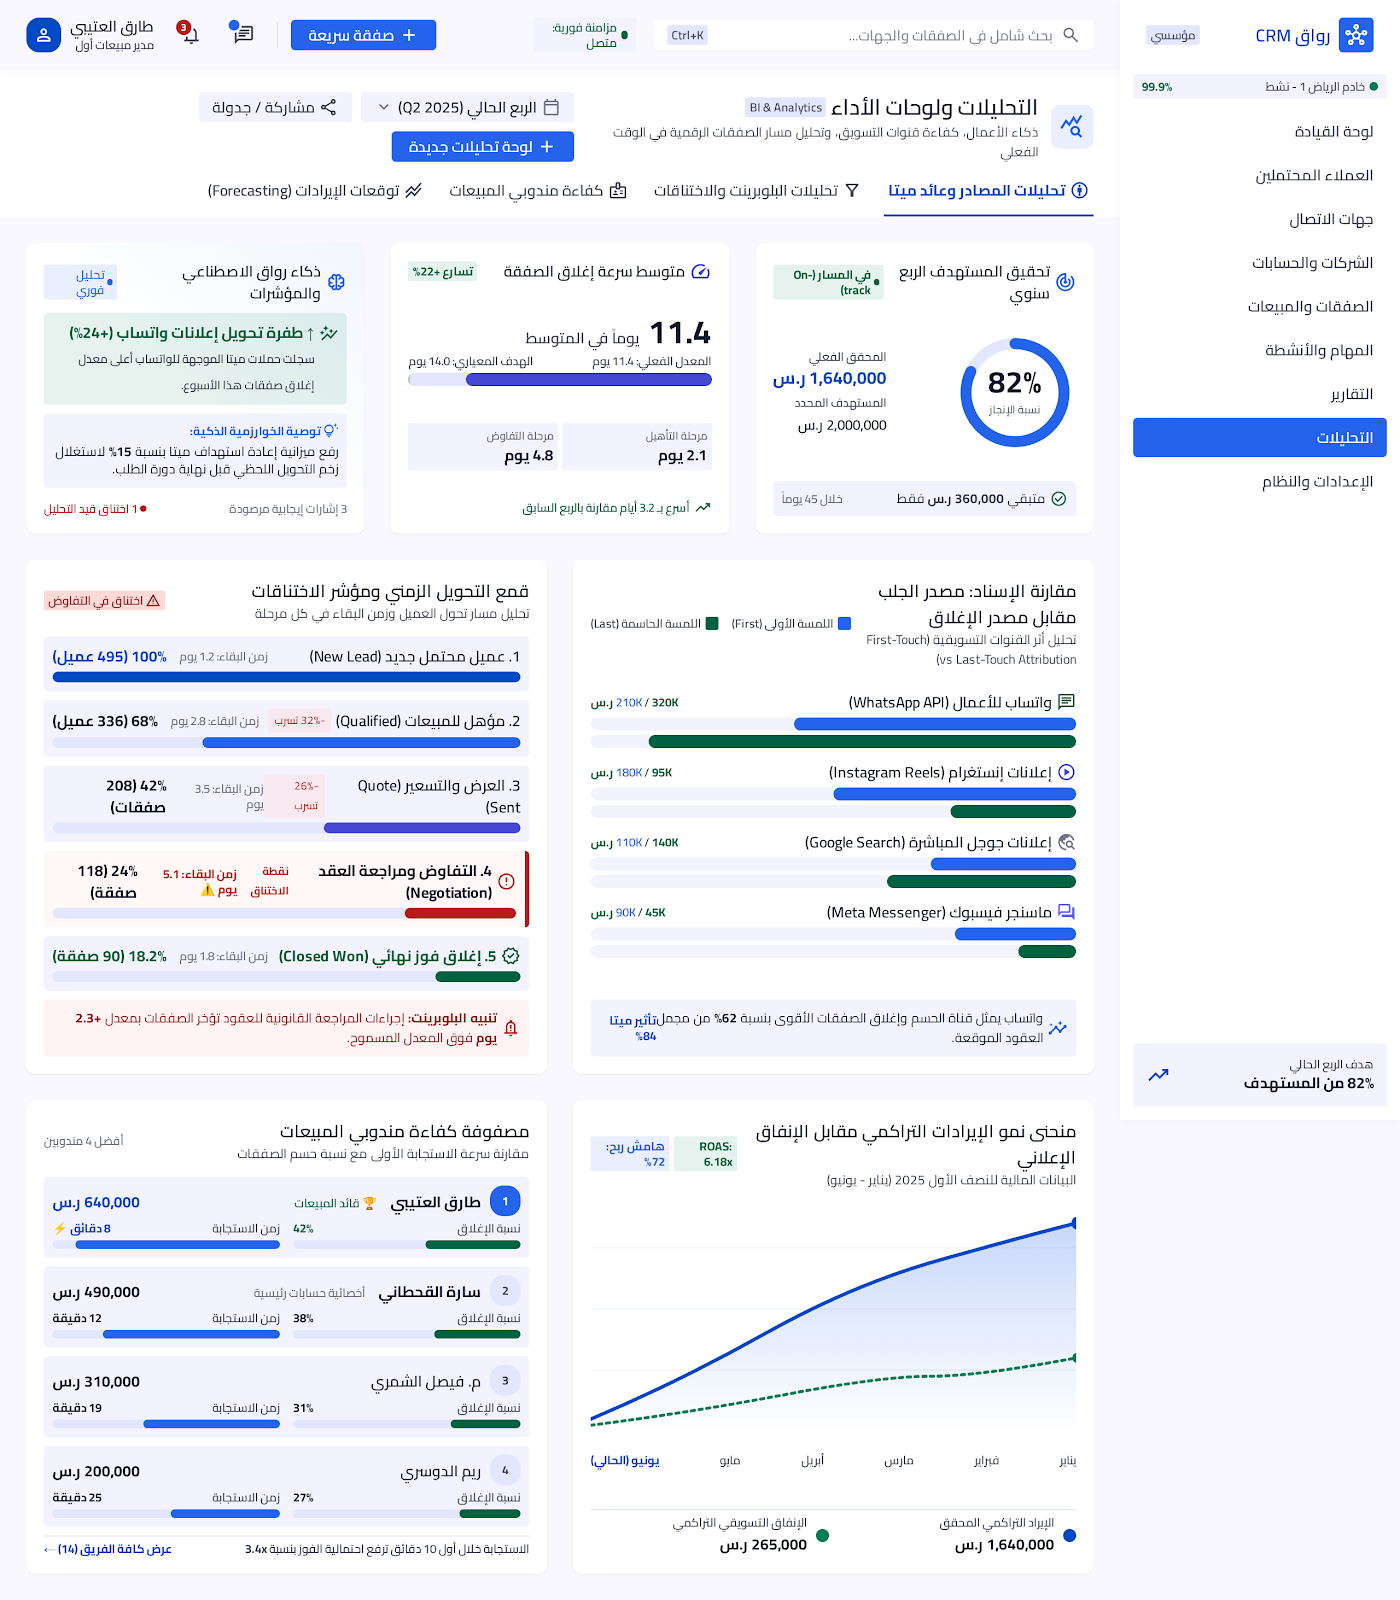 رواق CRM
مؤسسي
خادم الرياض 1 - نشط
99.9%
لوحة القيادة
العملاء المحتملين
جهات الاتصال
الشركات والحسابات
الصفقات والمبيعات
المهام والأنشطة
التقارير
التحليلات
الإعدادات والنظام
هدف الربع الحالي
82% من المستهدف
بحث شامل في الصفقات والجهات...
Ctrl+K
مزامنة فورية:
متصل
صفقة سريعة
3
طارق العتيبي
مدير مبيعات أول
التحليلات ولوحات الأداء
BI & Analytics
ذكاء الأعمال، كفاءة قنوات التسويق، وتحليل مسار الصفقات الرقمية في الوقت
الفعلي
الربع الحالي (Q2 2025)
مشاركة / جدولة
لوحة تحليلات جديدة
تحليلات المصادر وعائد ميتا
تحليلات البلوبرينت والاختناقات
كفاءة مندوبي المبيعات
توقعات الإيرادات (Forecasting)
تحقيق المستهدف الربع
سنوي
في المسار (On-
track)
82%
نسبة الإنجاز
المحقق الفعلي
1,640,000 ر.س
المستهدف المحدد
2,000,000 ر.س
متبقي 360,000 ر.س فقط
خلال 45 يوماً
متوسط سرعة إغلاق الصفقة
تسارع +22%
11.4 يوماً في المتوسط
المعدل الفعلي: 11.4 يوم
الهدف المعياري: 14.0 يوم
مرحلة التأهيل
2.1 يوم
مرحلة التفاوض
4.8 يوم
أسرع بـ 3.2 أيام مقارنة بالربع السابق
ذكاء رواق الاصطناعي
والمؤشرات
تحليل
فوري
↑ طفرة تحويل إعلانات واتساب (+24%)
سجلت حملات ميتا الموجهة للواتساب أعلى معدل
إغلاق صفقات هذا الأسبوع.
توصية الخوارزمية الذكية:
رفع ميزانية إعادة استهداف ميتا بنسبة 15% لاستغلال
زخم التحويل اللحظي قبل نهاية دورة الطلب.
3 إشارات إيجابية مرصودة
1 اختناق قيد التحليل
مقارنة الإسناد: مصدر الجلب
مقابل مصدر الإغلاق
تحليل أثر القنوات التسويقية (First-Touch
vs Last-Touch Attribution)
اللمسة الأولى (First)
اللمسة الحاسمة (Last)
واتساب للأعمال (WhatsApp API)
320K / 210K ر.س
إعلانات إنستغرام (Instagram Reels)
95K / 180K ر.س
إعلانات جوجل المباشرة (Google Search)
140K / 110K ر.س
ماسنجر فيسبوك (Meta Messenger)
45K / 90K ر.س
واتساب يمثل قناة الحسم وإغلاق الصفقات الأقوى بنسبة 62% من مجمل
العقود الموقعة.
تأثير ميتا
84%
قمع التحويل الزمني ومؤشر الاختناقات
تحليل مسار تحول العميل وزمن البقاء في كل مرحلة
اختناق في التفاوض
1. عميل محتمل جديد (New Lead)
زمن البقاء: 1.2 يوم
100% (495 عميل)
2. مؤهل للمبيعات (Qualified)
-32% تسرب
زمن البقاء: 2.8 يوم
68% (336 عميل)
3. العرض والتسعير (Quote
Sent)
-26%
تسرب
زمن البقاء: 3.5
يوم
42% (208
صفقات)
4. التفاوض ومراجعة العقد
(Negotiation)
نقطة
الاختناق
زمن البقاء: 5.1
يوم ⚠️
24% (118
صفقة)
5. إغلاق فوز نهائي (Closed Won)
زمن البقاء: 1.8 يوم
18.2% (90 صفقة)
تنبيه البلوبرينت: إجراءات المراجعة القانونية للعقود تؤخر الصفقات بمعدل +2.3
يوم فوق المعدل المسموح.
منحنى نمو الإيرادات التراكمي مقابل الإنفاق
الإعلاني
البيانات المالية للنصف الأول 2025 (يناير - يونيو)
ROAS:
6.18x
هامش ربح:
72%
يناير
فبراير
مارس
أبريل
مايو
يونيو (الحالي)
الإيراد التراكمي المحقق
1,640,000 ر.س
الإنفاق التسويقي التراكمي
265,000 ر.س
مصفوفة كفاءة مندوبي المبيعات
مقارنة سرعة الاستجابة الأولى مع نسبة حسم الصفقات
أفضل 4 مندوبين
1
طارق العتيبي
🏆 قائد المبيعات
640,000 ر.س
نسبة الإغلاق
42%
زمن الاستجابة
8 دقائق ⚡
2
سارة القحطاني
أخصائية حسابات رئيسية
490,000 ر.س
نسبة الإغلاق
38%
زمن الاستجابة
12 دقيقة
3
م. فيصل الشمري
310,000 ر.س
نسبة الإغلاق
31%
زمن الاستجابة
19 دقيقة
4
ريم الدوسري
200,000 ر.س
نسبة الإغلاق
27%
زمن الاستجابة
25 دقيقة
الاستجابة خلال أول 10 دقائق ترفع احتمالية الفوز بنسبة 3.4x
عرض كافة الفريق (14) ←